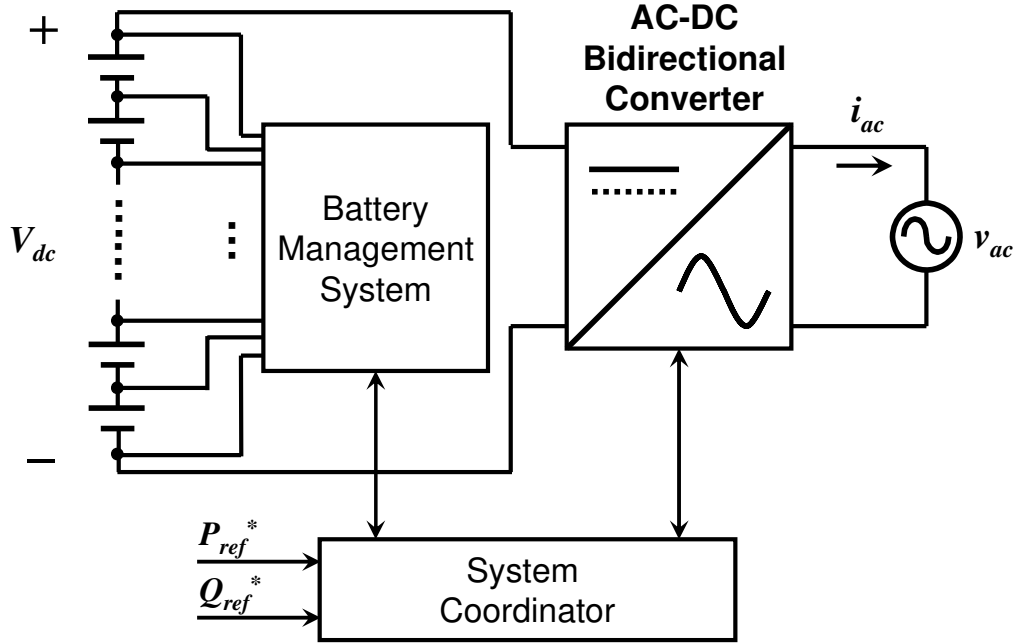 +
AC-DC
Bidirectional
Converter
i_ac
Battery
Management
System
V_dc
v_ac
–
P_ref*
Q_ref*
System
Coordinator